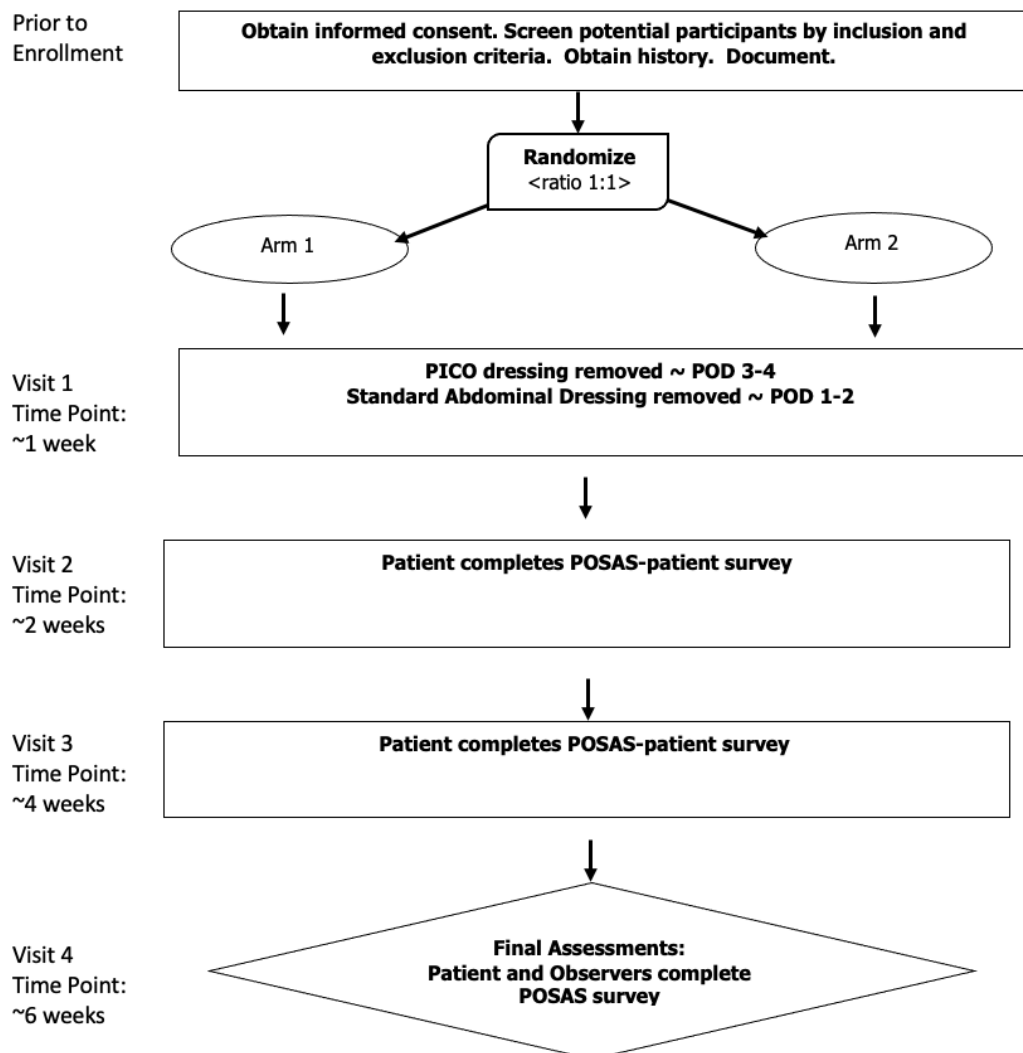 Prior to
Enrollment
Obtain informed consent. Screen potential participants by inclusion and
exclusion criteria.  Obtain history.  Document.
Randomize
<ratio 1:1>
Arm 1
Arm 2
Visit 1
Time Point:
~1 week
PICO dressing removed ~ POD 3-4
Standard Abdominal Dressing removed ~ POD 1-2
Visit 2
Time Point:
~2 weeks
Patient completes POSAS-patient survey
Visit 3
Time Point:
~4 weeks
Patient completes POSAS-patient survey
Visit 4
Time Point:
~6 weeks
Final Assessments:
Patient and Observers complete
POSAS survey